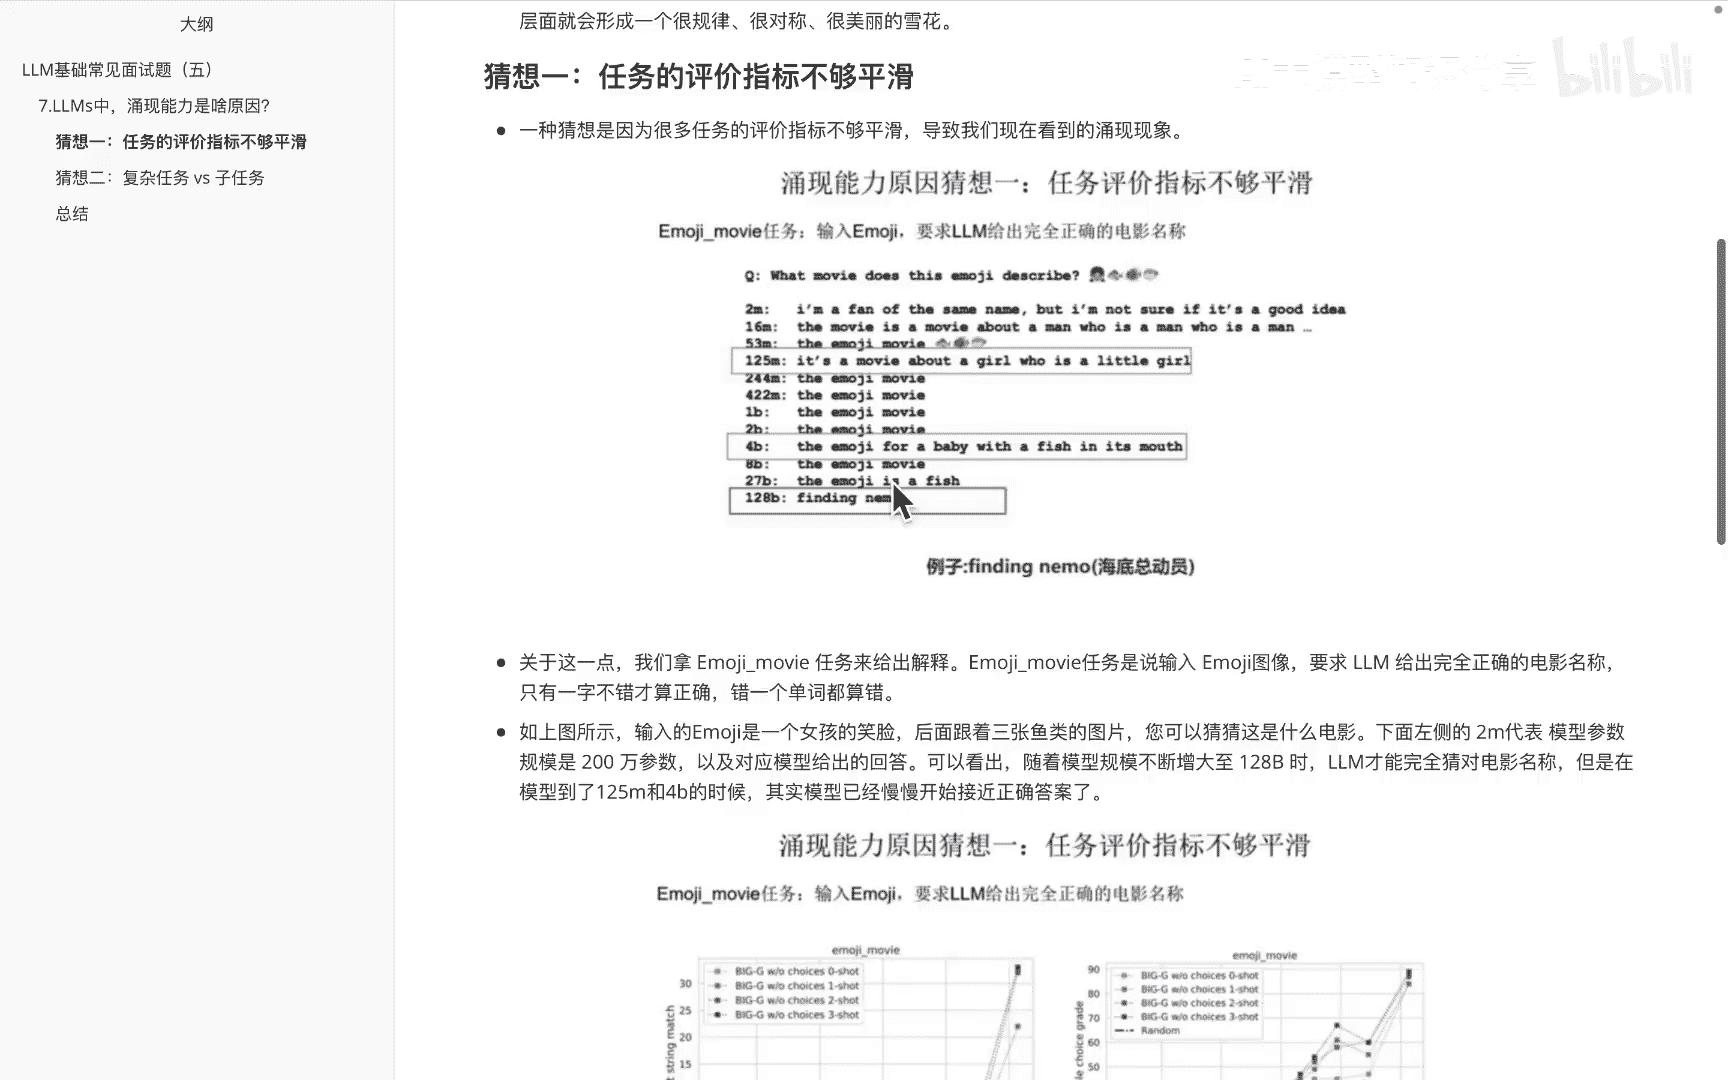 大纲
LLM基础常见面试题（五）
7.LLMs中，涌现能力是啥原因?
猜想一：任务的评价指标不够平滑
猜想二：复杂任务 vs 子任务
总结
层面就会形成一个很规律、很对称、很美丽的雪花。
猜想一：任务的评价指标不够平滑
bilibili
一种猜想是因为很多任务的评价指标不够平滑，导致我们现在看到的涌现现象。
涌现能力原因猜想一：任务评价指标不够平滑
Emoji_movie任务：输入Emoji，要求LLM给出完全正确的电影名称
Q: What movie does this emoji describe?
2m: i'm a fan of the same name, but i'm not sure if it's a good idea
16m: the movie is a movie about a man who is a man who is a man …
53m: the emoji movie
125m: it's a movie about a girl who is a little girl
244m: the emoji movie
422m: the emoji movie
1b: the emoji movie
2b: the emoji movie
4b: the emoji for a baby with a fish in its mouth
8b: the emoji movie
27b: the emoji is a fish
128b: finding nem
例子:finding nemo(海底总动员)
关于这一点，我们拿 Emoji_movie 任务来给出解释。Emoji_movie任务是说输入 Emoji图像，要求 LLM 给出完全正确的电影名称，
只有一字不错才算正确，错一个单词都算错。
如上图所示，输入的Emoji是一个女孩的笑脸，后面跟着三张鱼类的图片，您可以猜猜这是什么电影。下面左侧的 2m代表 模型参数
规模是 200 万参数，以及对应模型给出的回答。可以看出，随着模型规模不断增大至 128B 时，LLM才能完全猜对电影名称，但是在
模型到了125m和4b的时候，其实模型已经慢慢开始接近正确答案了。
涌现能力原因猜想一：任务评价指标不够平滑
Emoji_movie任务：输入Emoji，要求LLM给出完全正确的电影名称
emoji_movie
BIG-G w/o choices 0-shot
BIG-G w/o choices 1-shot
BIG-G w/o choices 2-shot
BIG-G w/o choices 3-shot
30
25
20
15
t string match
emoji_movie
BIG-G w/o choices 0-shot
BIG-G w/o choices 1-shot
BIG-G w/o choices 2-shot
BIG-G w/o choices 3-shot
Random
90
80
70
60
50
le choice grade